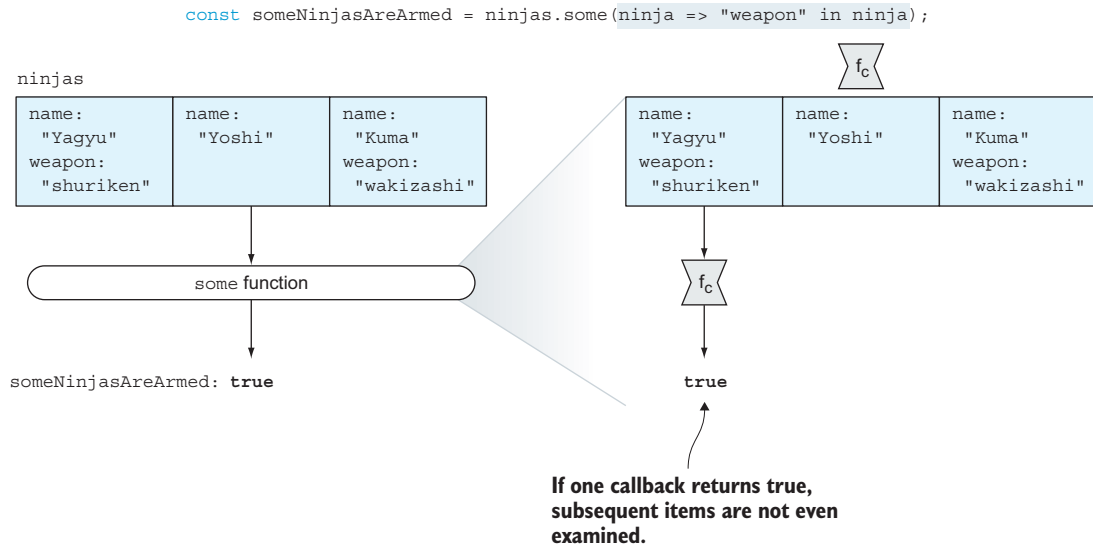 const someNinjasAreArmed = ninjas.some(ninja => "weapon" in ninja);
f_c
ninjas
name:
"Yagyu"
weapon:
"shuriken"
name:
"Yoshi"
name:
"Kuma"
weapon:
"wakizashi"
some function
someNinjasAreArmed: true
name:
"Yagyu"
weapon:
"shuriken"
name:
"Yoshi"
name:
"Kuma"
weapon:
"wakizashi"
f_c
true
If one callback returns true,
subsequent items are not even
examined.